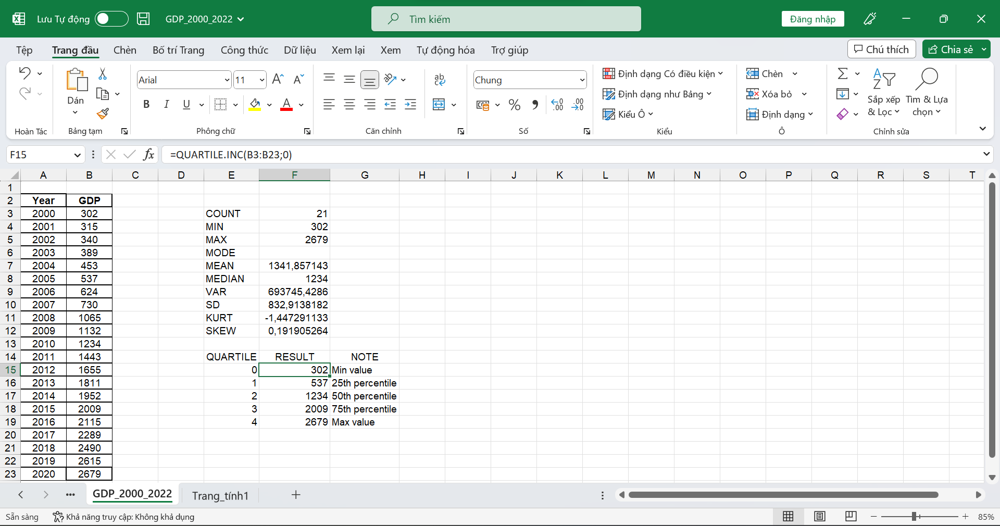 Lưu Tự động GDP_2000_2022 Tìm kiếm Đăng nhập
Tệp Trang đầu Chèn Bố trí Trang Công thức Dữ liệu Xem lại Xem Tự động hóa Trợ giúp Chú thích Chia sẻ
Arial 11 Chung
Dán
B I U
Định dạng Có điều kiện
Định dạng như Bảng
Kiểu Ô
Chèn
Xóa bỏ
Định dạng
Sắp xếp
& Lọc
Tìm & Lựa
chọn
Hoàn Tác Bảng tạm Phông chữ Căn chỉnh Số Kiểu Ô Chỉnh sửa
F15 fx =QUARTILE.INC(B3:B23;0)
A B C D E F G H I J K L M N O P Q R S T
1
2 Year GDP
3 2000 302 COUNT 21
4 2001 315 MIN 302
5 2002 340 MAX 2679
6 2003 389 MODE
7 2004 453 MEAN 1341,857143
8 2005 537 MEDIAN 1234
9 2006 624 VAR 693745,4286
10 2007 730 SD 832,9138182
11 2008 1065 KURT -1,447291133
12 2009 1132 SKEW 0,191905264
13 2010 1234
14 2011 1443 QUARTILE RESULT NOTE
15 2012 1655 0 302 Min value
16 2013 1811 1 537 25th percentile
17 2014 1952 2 1234 50th percentile
18 2015 2009 3 2009 75th percentile
19 2016 2115 4 2679 Max value
20 2017 2289
21 2018 2490
22 2019 2615
23 2020 2679
GDP_2000_2022 Trang_tính1
Sẵn sàng Khả năng truy cập: Không khả dụng 85%